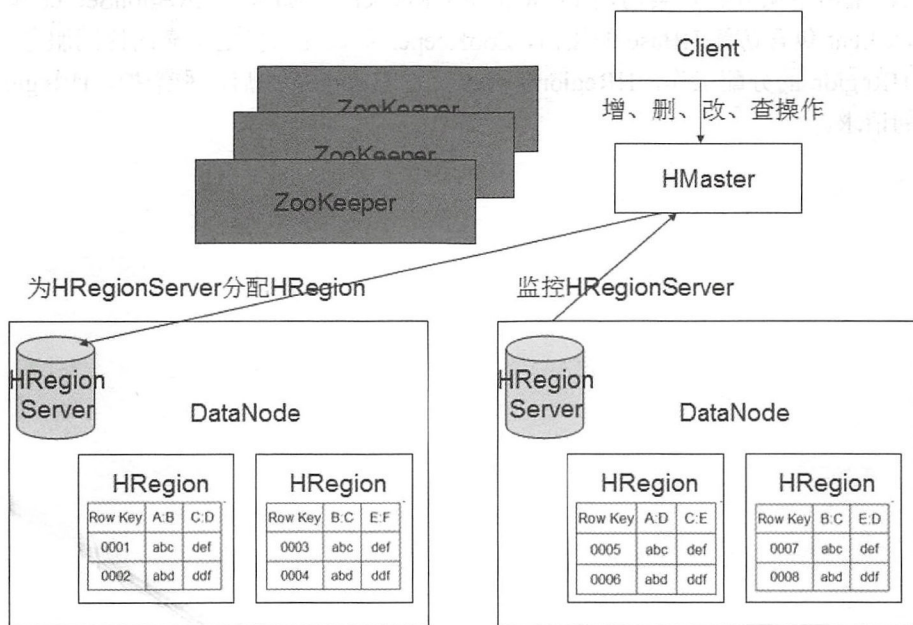 Client
增、删、改、查操作
HMaster
ZooKeeper
ZooKeeper
ZooKeeper
为HRegionServer分配HRegion
监控HRegionServer
HRegion
Server
DataNode
HRegion
Row Key A:B C:D
0001 abc def
0002 abd ddf
HRegion
Row Key B:C E:F
0003 abc def
0004 abd ddf
HRegion
Server
DataNode
HRegion
Row Key A:D C:E
0005 abc def
0006 abd ddf
HRegion
Row Key B:C E:D
0007 abc def
0008 abd ddf